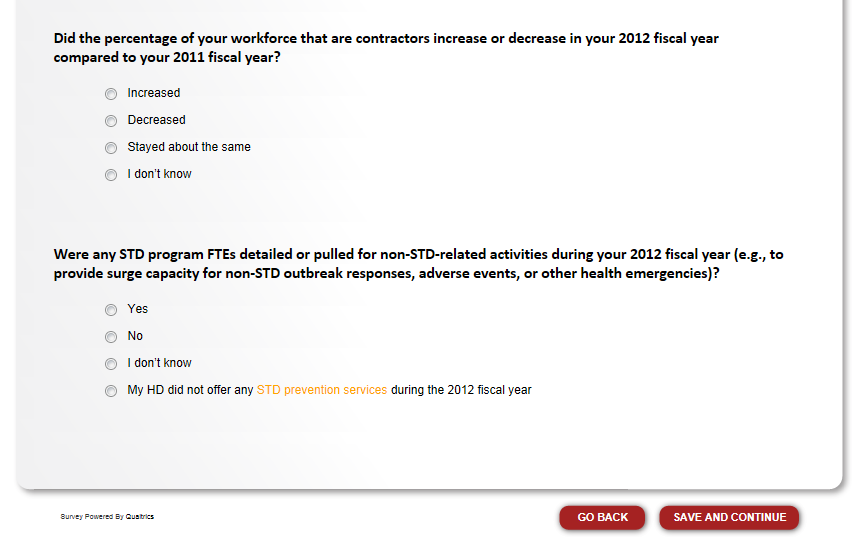 Did the percentage of your workforce that are contractors increase or decrease in your 2012 fiscal year
compared to your 2011 fiscal year?
Increased
Decreased
Stayed about the same
I don't know
Were any STD program FTEs detailed or pulled for non-STD-related activities during your 2012 fiscal year (e.g., to
provide surge capacity for non-STD outbreak responses, adverse events, or other health emergencies)?
Yes
No
I don't know
My HD did not offer any STD prevention services during the 2012 fiscal year
Survey Powered By Qualtrics
GO BACK
SAVE AND CONTINUE